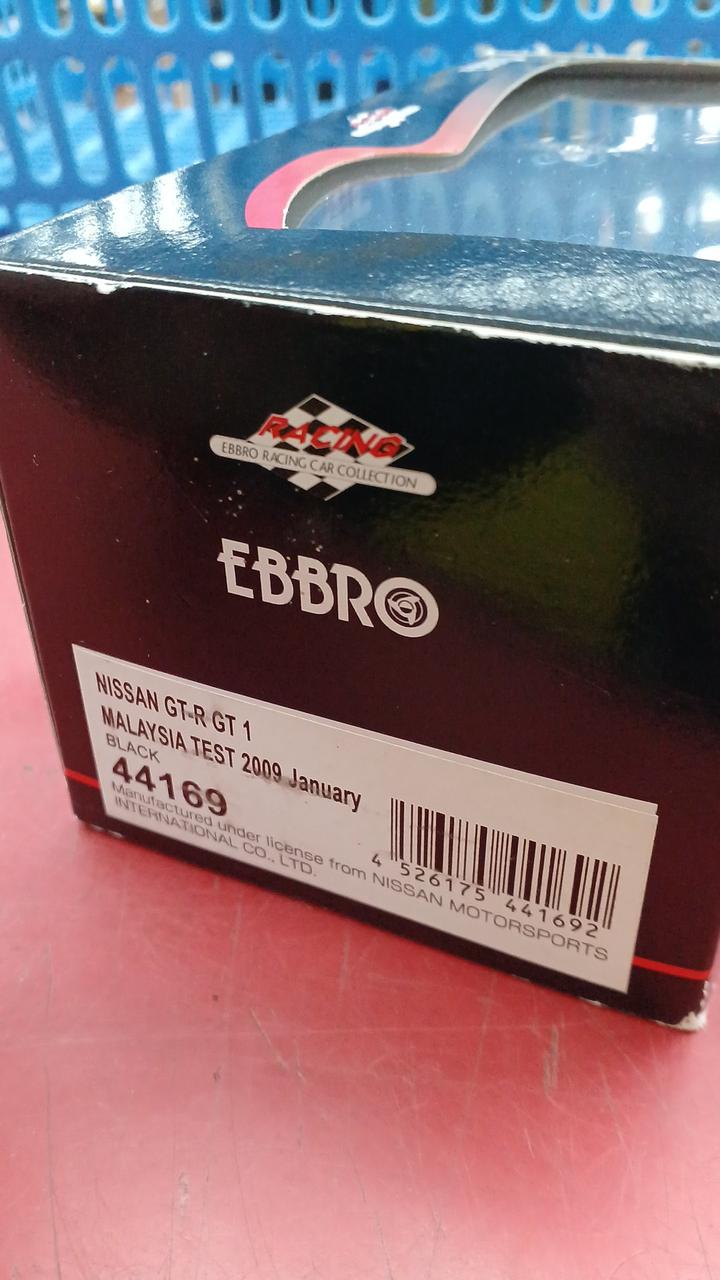 RACING
EBBRO RACING CAR COLLECTION
EBBRO
NISSAN GT-R GT 1
MALAYSIA TEST 2009 January
BLACK
44169
Manufactured under license from NISSAN MOTORSPORTS
INTERNATIONAL CO., LTD.
4 526175 441692